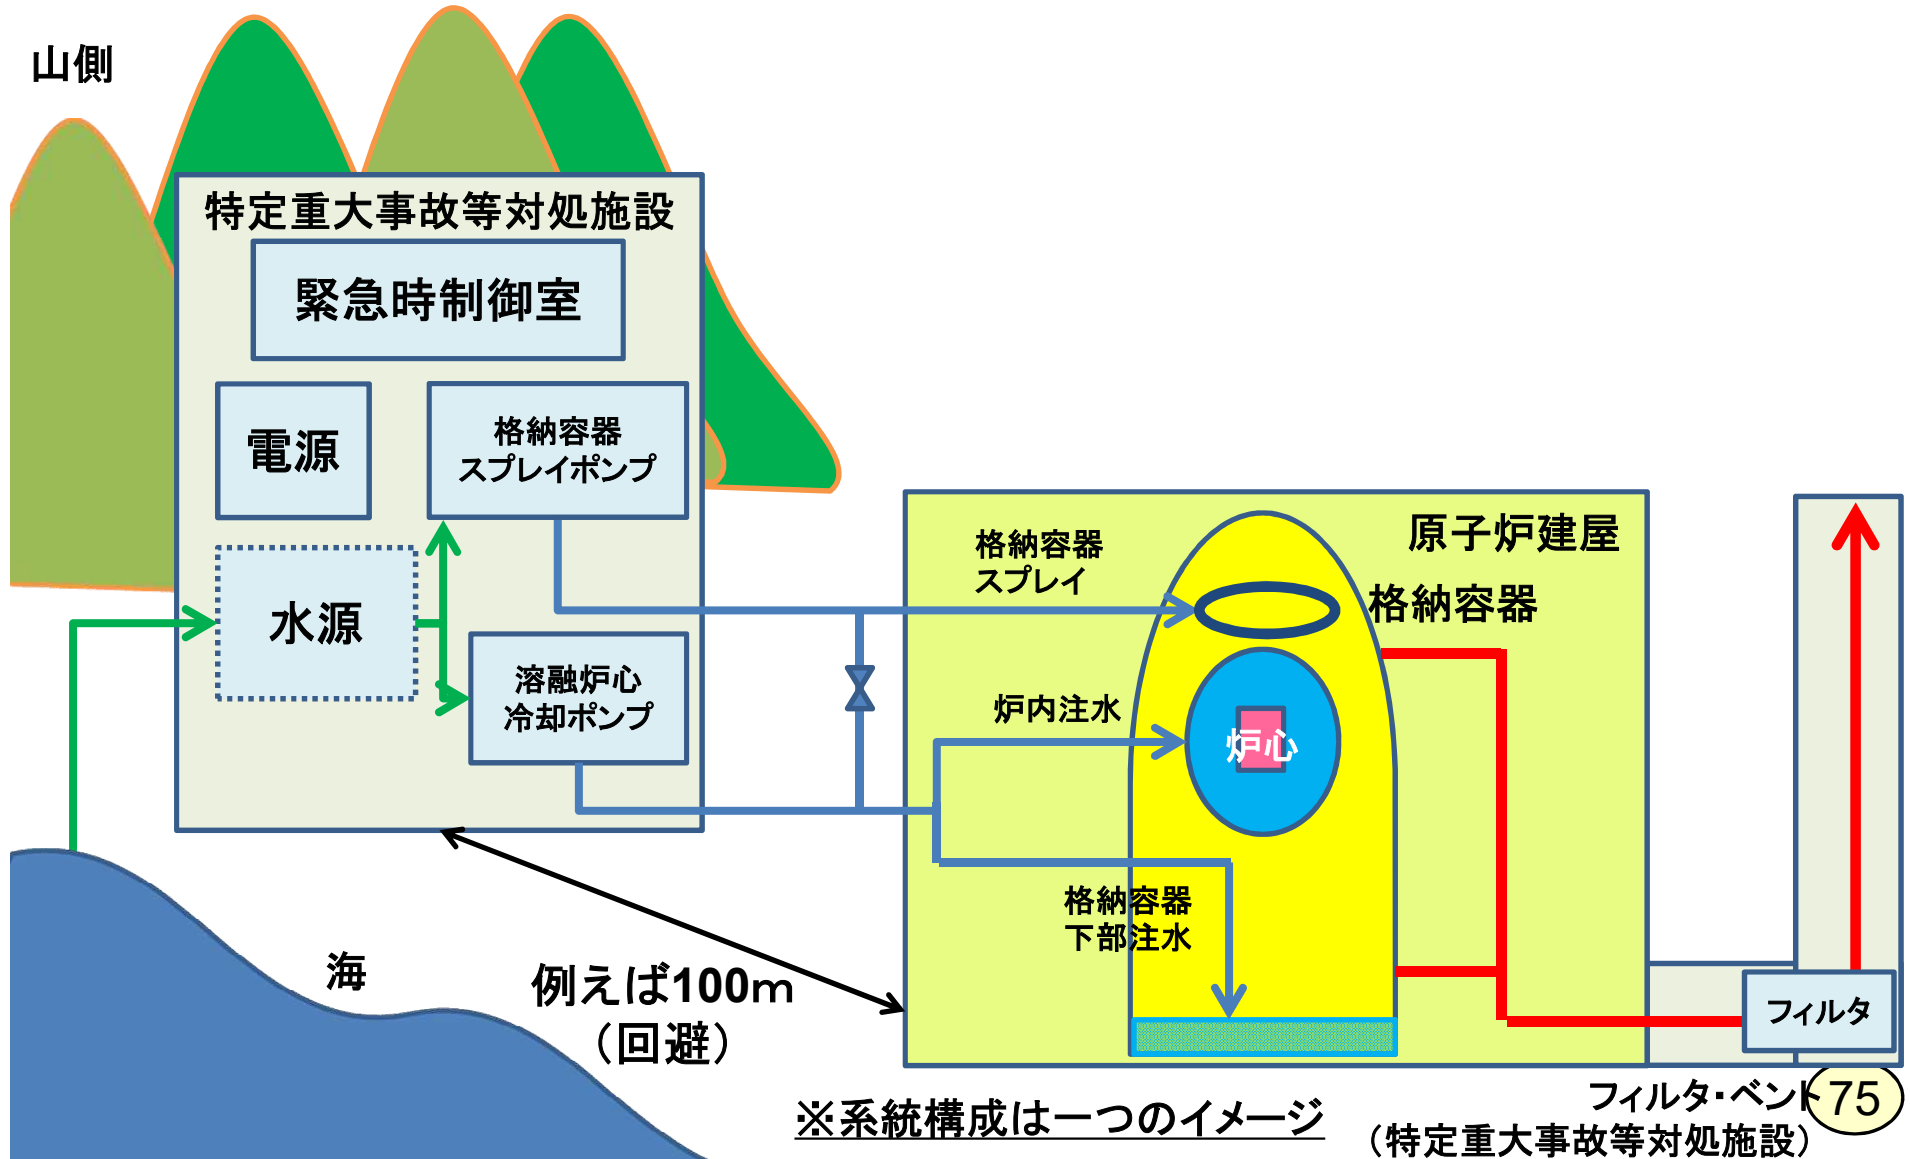 山側
特定重大事故等対処施設
緊急時制御室
電源
格納容器
スプレイポンプ
水源
溶融炉心
冷却ポンプ
海
例えば100m
（回避）
原子炉建屋
格納容器
スプレイ
格納容器
炉内注水
炉心
格納容器
下部注水
フィルタ
フィルタ・ベント
（特定重大事故等対処施設）
※系統構成は一つのイメージ
75